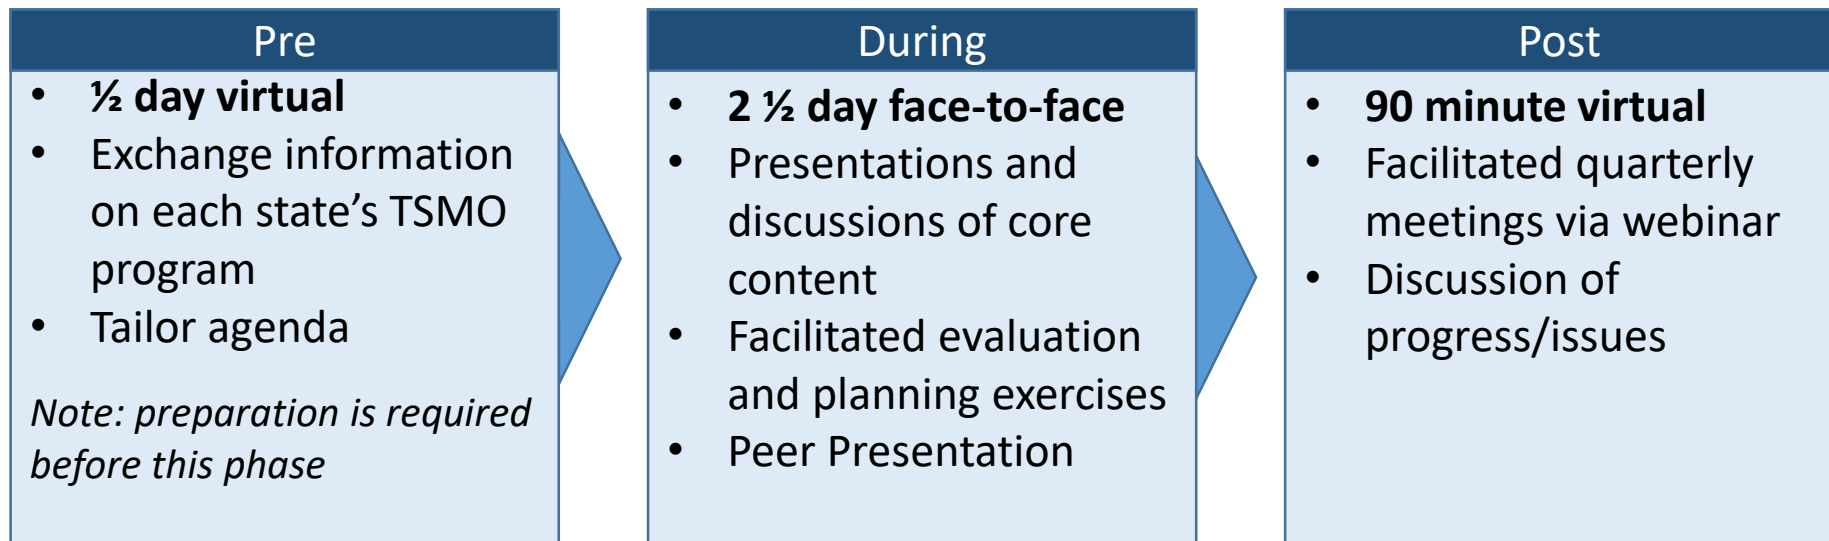 Pre
• ½ day virtual
• Exchange information
on each state’s TSMO
program
• Tailor agenda
Note: preparation is required
before this phase
During
• 2 ½ day face-to-face
• Presentations and
discussions of core
content
• Facilitated evaluation
and planning exercises
• Peer Presentation
Post
• 90 minute virtual
• Facilitated quarterly
meetings via webinar
• Discussion of
progress/issues